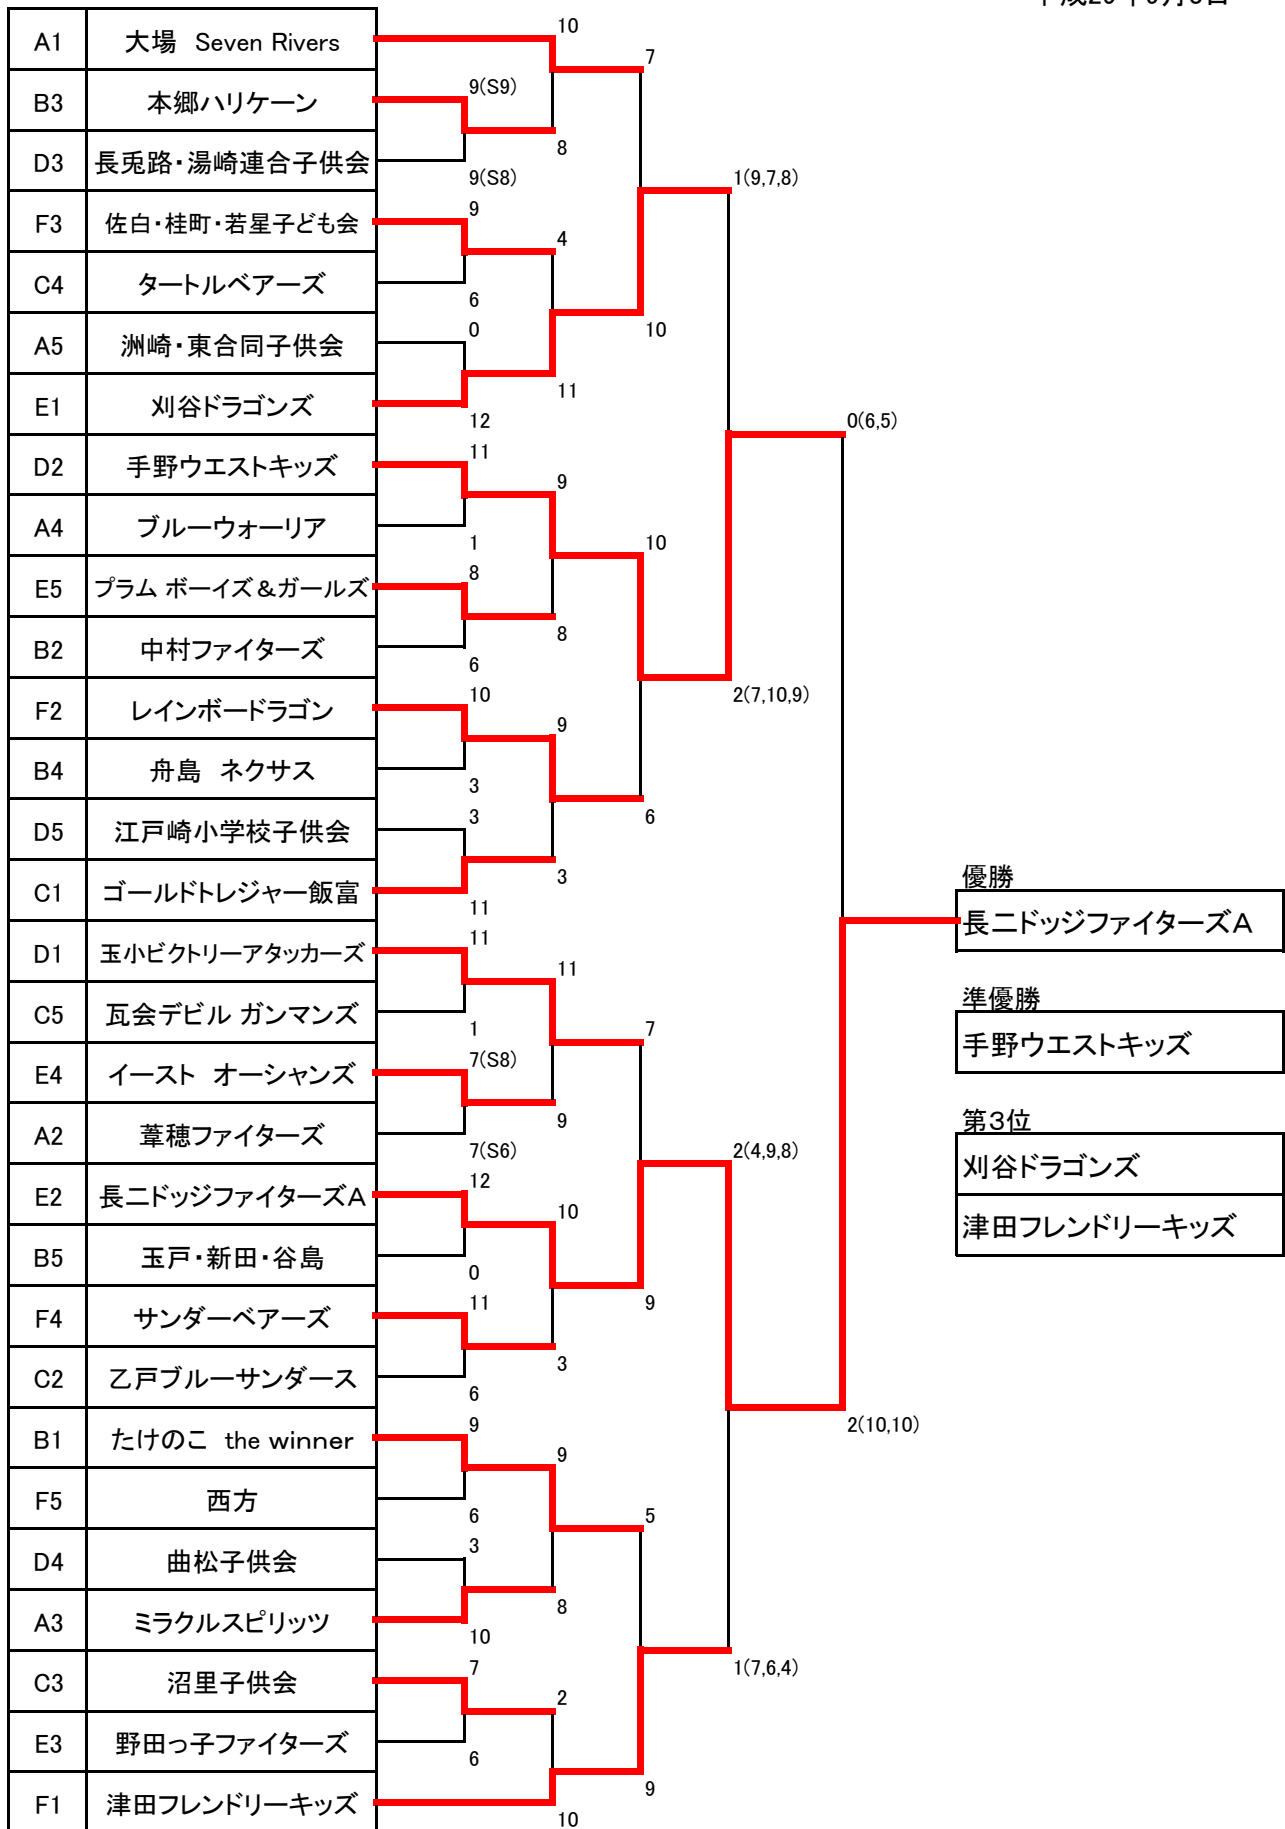 A1 大場 Seven Rivers 10
7
B3 本郷ハリケーン 9(S9)
8
D3 長兎路・湯崎連合子供会 9(S8)
1(9,7,8)
F3 佐白・桂町・若星子ども会 9
4
C4 タートルベアーズ 6
10
A5 洲崎・東合同子供会 0
11
E1 刈谷ドラゴンズ 12
0(6,5)
D2 手野ウエストキッズ 11
9
A4 ブルーウォーリア 1
10
E5 プラム ボーイズ&ガールズ 8
8
B2 中村ファイターズ 6
2(7,10,9)
F2 レインボードラゴン 10
9
B4 舟島 ネクサス 3
6
D5 江戸崎小学校子供会 3
3
C1 ゴールドトレジャー飯富 11
優勝
長ニドッジファイターズA
D1 玉小ビクトリーアタッカーズ 11
11
準優勝
手野ウエストキッズ
C5 瓦会デビル ガンマンズ 1
7
E4 イースト オーシャンズ 7(S8)
9
第3位
刈谷ドラゴンズ
津田フレンドリーキッズ
A2 葦穂ファイターズ 7(S6)
2(4,9,8)
E2 長ニドッジファイターズA 12
10
B5 玉戸・新田・谷島 0
9
F4 サンダーベアーズ 11
3
C2 乙戸ブルーサンダース 6
2(10,10)
B1 たけのこ the winner 9
9
F5 西方 6
5
D4 曲松子供会 3
8
A3 ミラクルスピリッツ 10
1(7,6,4)
C3 沼里子供会 7
2
E3 野田っ子ファイターズ 6
9
F1 津田フレンドリーキッズ 10